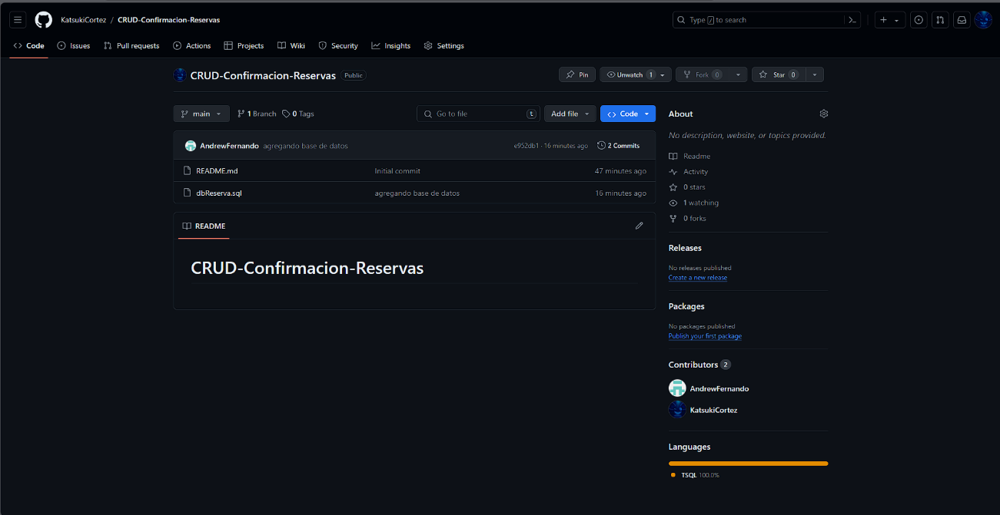 KatsukiCortez / CRUD-Confirmacion-Reservas
Type / to search
Code Issues Pull requests Actions Projects Wiki Security Insights Settings
CRUD-Confirmacion-Reservas Public
Pin Unwatch 1 Fork 0 Star 0
main 1 Branch 0 Tags Go to file t Add file Code
AndrewFernando agregando base de datos e952db1 · 16 minutes ago 2 Commits
README.md Initial commit 47 minutes ago
dbReserva.sql agregando base de datos 16 minutes ago
README
CRUD-Confirmacion-Reservas
About
No description, website, or topics provided.
Readme
Activity
0 stars
1 watching
0 forks
Releases
No releases published
Create a new release
Packages
No packages published
Publish your first package
Contributors 2
AndrewFernando
KatsukiCortez
Languages
TSQL 100.0%